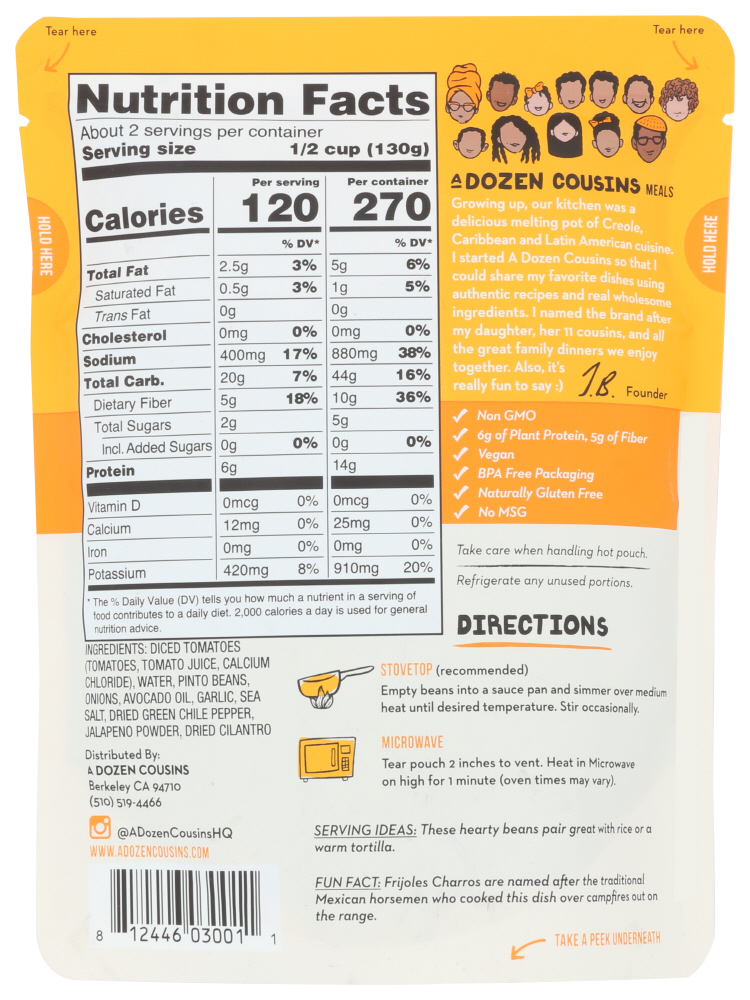 Tear here
Tear here
HOLD HERE
HOLD HERE
Nutrition Facts
About 2 servings per container
Serving size 1/2 cup (130g)
Per serving Per container
Calories 120 270
% DV* % DV*
Total Fat 2.5g 3% 5g 6%
Saturated Fat 0.5g 3% 1g 5%
Trans Fat 0g 0g
Cholesterol 0mg 0% 0mg 0%
Sodium 400mg 17% 880mg 38%
Total Carb. 20g 7% 44g 16%
Dietary Fiber 5g 18% 10g 36%
Total Sugars 2g 5g
Incl. Added Sugars 0g 0% 0g 0%
Protein 6g 14g
Vitamin D 0mcg 0% 0mcg 0%
Calcium 12mg 0% 25mg 0%
Iron 0mg 0% 0mg 0%
Potassium 420mg 8% 910mg 20%
* The % Daily Value (DV) tells you how much a nutrient in a serving of
food contributes to a daily diet. 2,000 calories a day is used for general
nutrition advice.
INGREDIENTS: DICED TOMATOES
(TOMATOES, TOMATO JUICE, CALCIUM
CHLORIDE), WATER, PINTO BEANS,
ONIONS, AVOCADO OIL, GARLIC, SEA
SALT, DRIED GREEN CHILE PEPPER,
JALAPENO POWDER, DRIED CILANTRO
Distributed By:
A DOZEN COUSINS
Berkeley CA 94710
(510) 519-4466
@ADozenCousinsHQ
WWW.ADOZENCOUSINS.COM
8 12446 03001 1
A DOZEN COUSINS MEALS
Growing up, our kitchen was a
delicious melting pot of Creole,
Caribbean and Latin American cuisine.
I started A Dozen Cousins so that I
could share my favorite dishes using
authentic recipes and real wholesome
ingredients. I named the brand after
my daughter, her 11 cousins, and all
the great family dinners we enjoy
together. Also, it's
really fun to say :) I.B. Founder
Non GMO
6g of Plant Protein, 5g of Fiber
Vegan
BPA Free Packaging
Naturally Gluten Free
No MSG
Take care when handling hot pouch.
Refrigerate any unused portions.
DIRECTIONS
STOVETOP (recommended)
Empty beans into a sauce pan and simmer over medium
heat until desired temperature. Stir occasionally.
MICROWAVE
Tear pouch 2 inches to vent. Heat in Microwave
on high for 1 minute (oven times may vary).
SERVING IDEAS: These hearty beans pair great with rice or a
warm tortilla.
FUN FACT: Frijoles Charros are named after the traditional
Mexican horsemen who cooked this dish over campfires out on
the range.
TAKE A PEEK UNDERNEATH